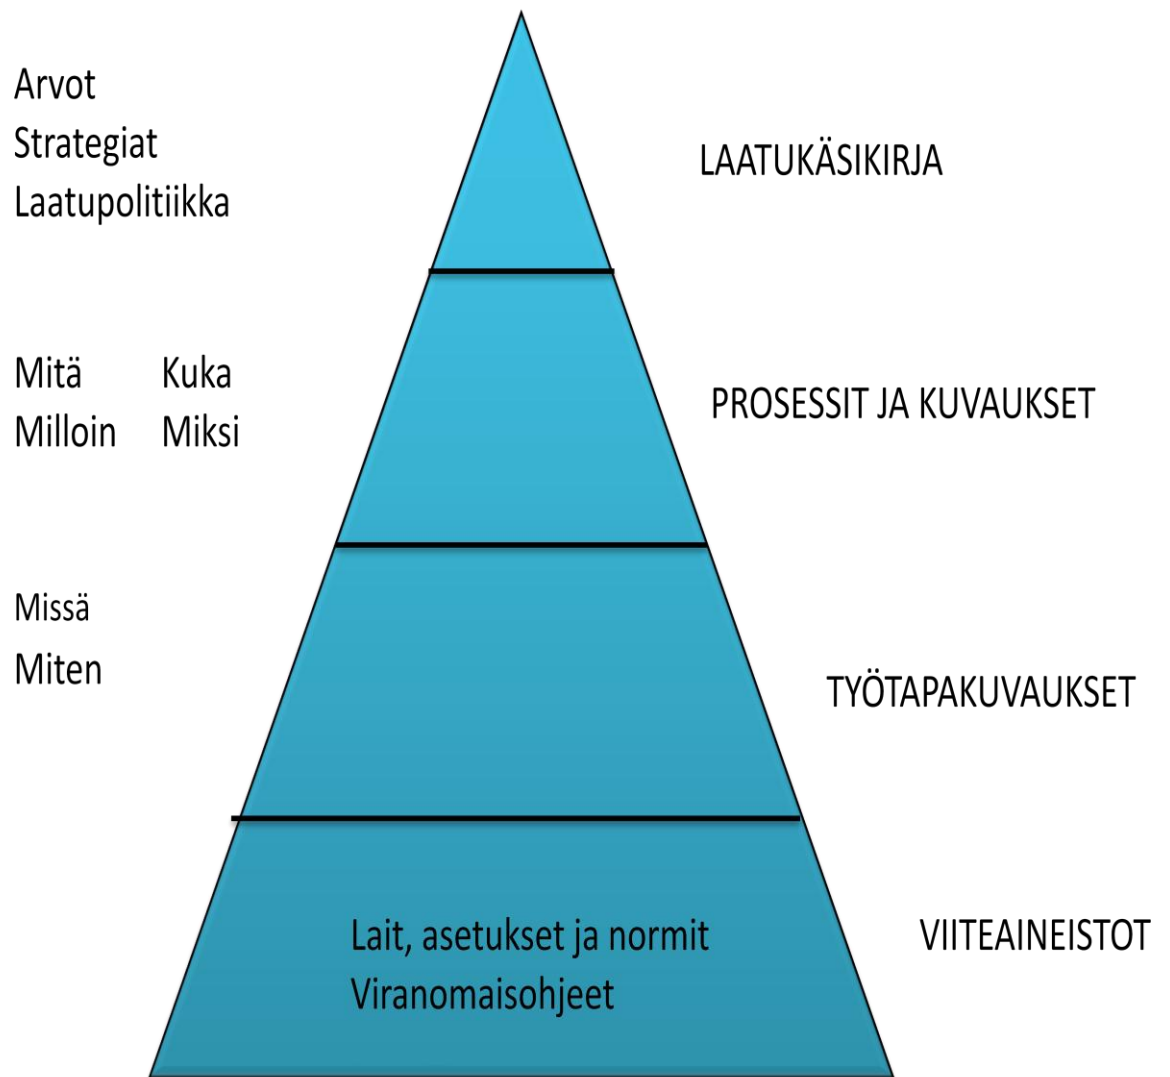 Arvot
Strategiat
Laatupolitiikka
LAATUKÄSIKIRJA
Mitä Kuka
Milloin Miksi
PROSESSIT JA KUVAUKSET
Missä
Miten
TYÖTAPAKUVAUKSET
Lait, asetukset ja normit
Viranomaisohjeet
VIITEAINEISTOT